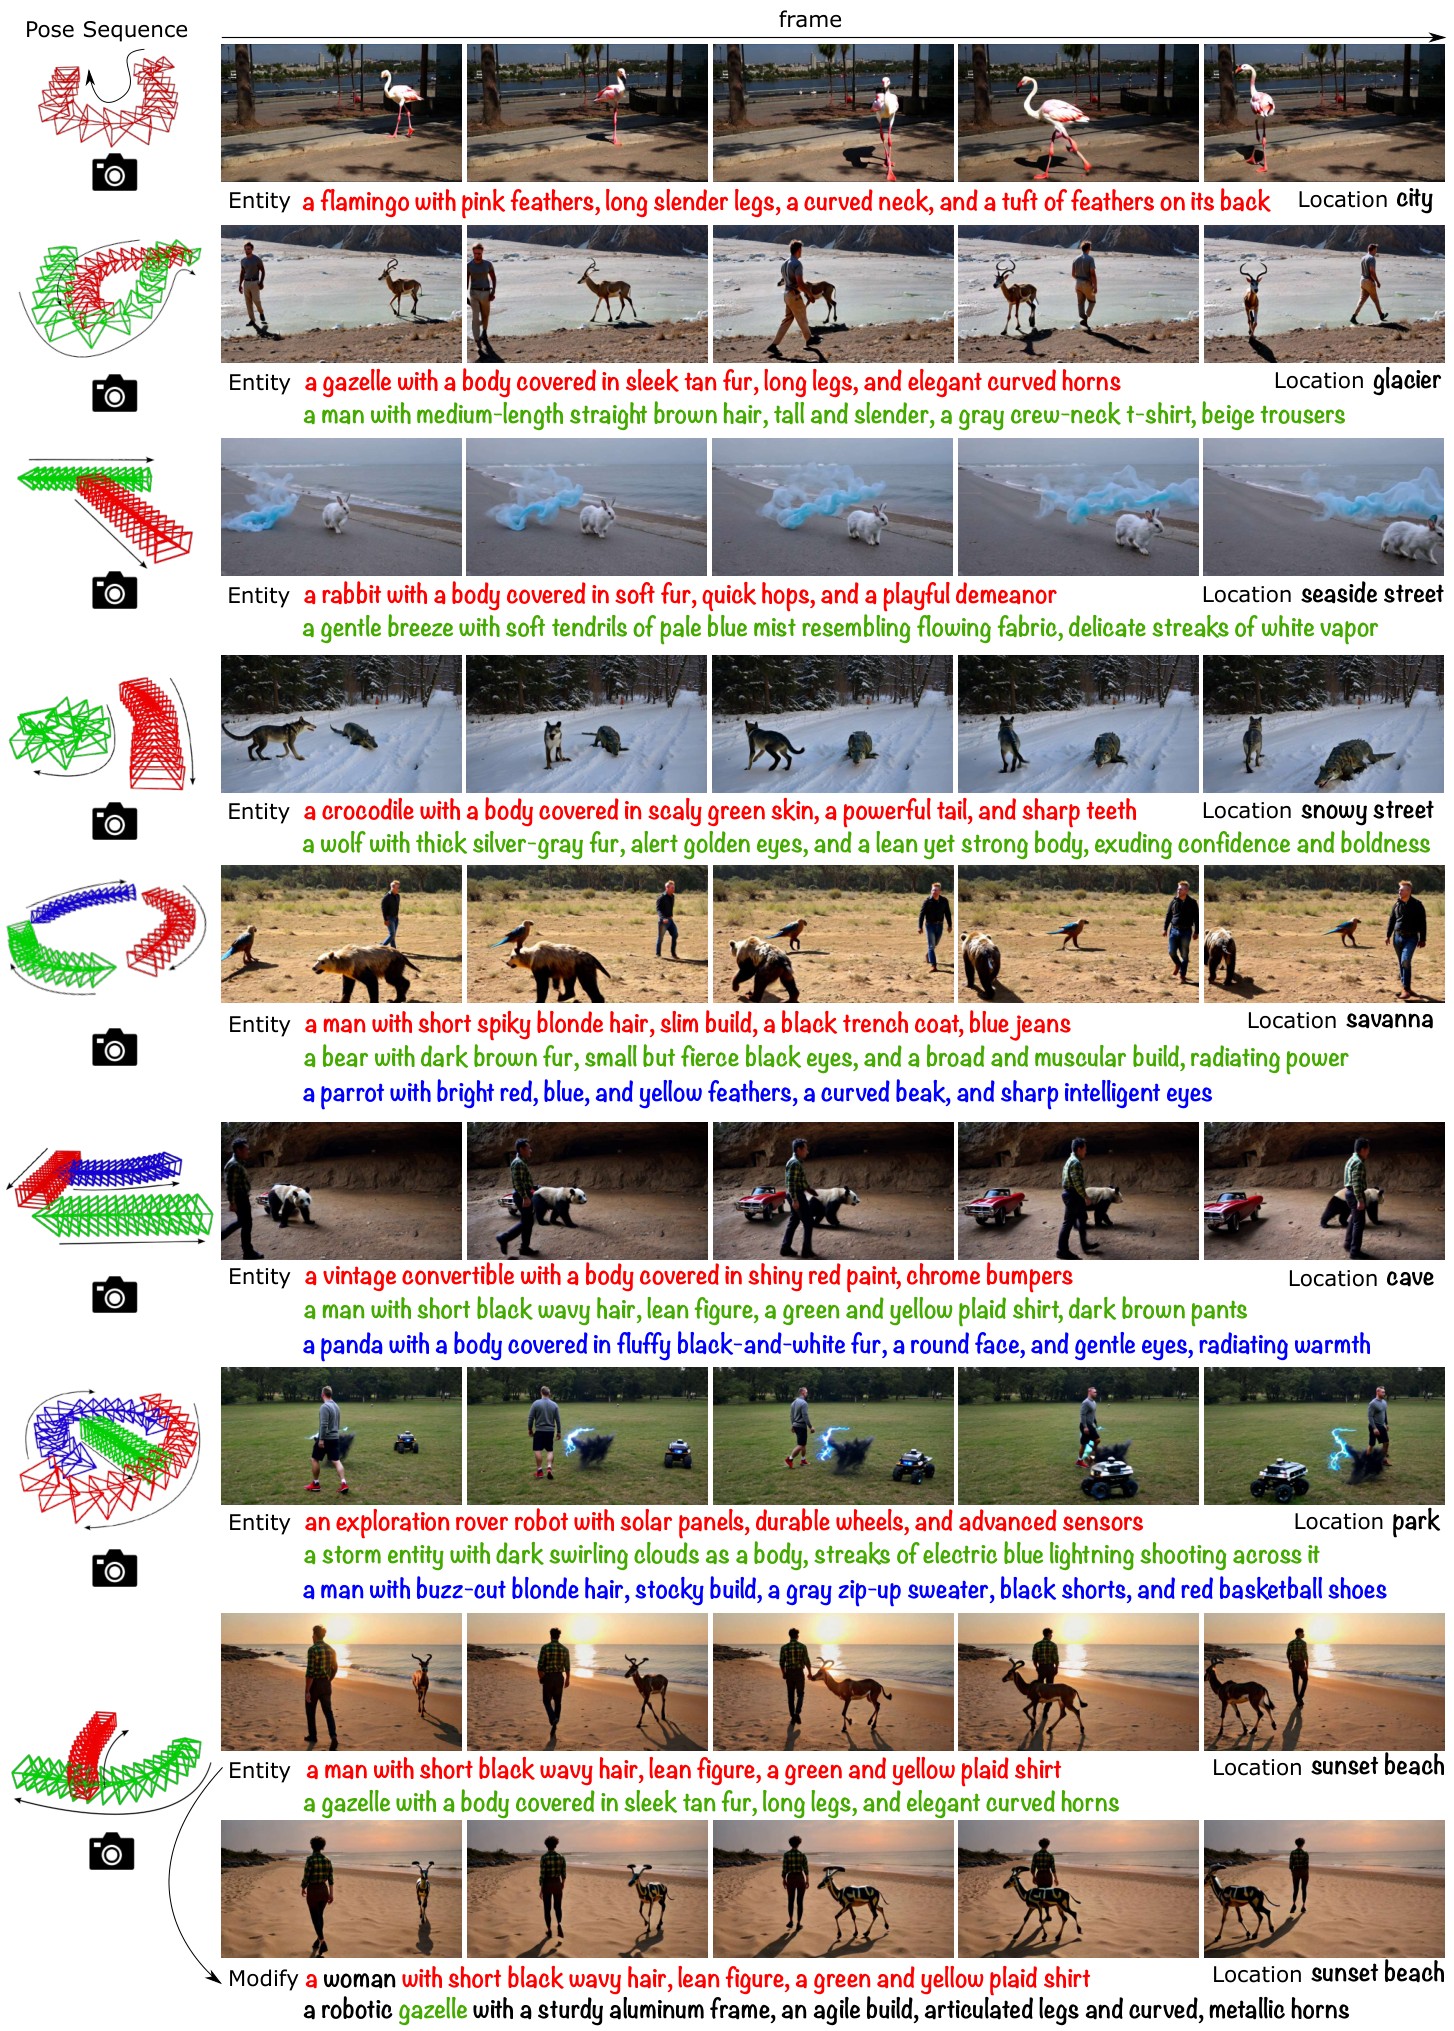 Pose Sequence
frame
Entity a flamingo with pink feathers, long slender legs, a curved neck, and a tuft of feathers on its back Location city
Entity a gazelle with a body covered in sleek tan fur, long legs, and elegant curved horns Location glacier
a man with medium-length straight brown hair, tall and slender, a gray crew-neck t-shirt, beige trousers
Entity a rabbit with a body covered in soft fur, quick hops, and a playful demeanor Location seaside street
a gentle breeze with soft tendrils of pale blue mist resembling flowing fabric, delicate streaks of white vapor
Entity a crocodile with a body covered in scaly green skin, a powerful tail, and sharp teeth Location snowy street
a wolf with thick silver-gray fur, alert golden eyes, and a lean yet strong body, exuding confidence and boldness
Entity a man with short spiky blonde hair, slim build, a black trench coat, blue jeans Location savanna
a bear with dark brown fur, small but fierce black eyes, and a broad and muscular build, radiating power
a parrot with bright red, blue, and yellow feathers, a curved beak, and sharp intelligent eyes
Entity a vintage convertible with a body covered in shiny red paint, chrome bumpers Location cave
a man with short black wavy hair, lean figure, a green and yellow plaid shirt, dark brown pants
a panda with a body covered in fluffy black-and-white fur, a round face, and gentle eyes, radiating warmth
Entity an exploration rover robot with solar panels, durable wheels, and advanced sensors Location park
a storm entity with dark swirling clouds as a body, streaks of electric blue lightning shooting across it
a man with buzz-cut blonde hair, stocky build, a gray zip-up sweater, black shorts, and red basketball shoes
Entity a man with short black wavy hair, lean figure, a green and yellow plaid shirt Location sunset beach
a gazelle with a body covered in sleek tan fur, long legs, and elegant curved horns
Modify a woman with short black wavy hair, lean figure, a green and yellow plaid shirt Location sunset beach
a robotic gazelle with a sturdy aluminum frame, an agile build, articulated legs and curved, metallic horns